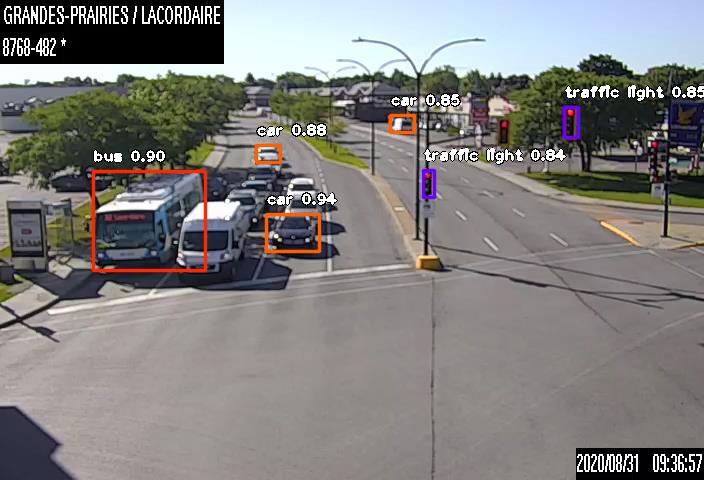 GRANDES-PRAIRIES / LACORDAIRE
8768-482 *
traffic light 0.85
car 0.85
car 0.88
bus 0.90
traffic light 0.84
car 0.94
2020/08/31 09:36:57